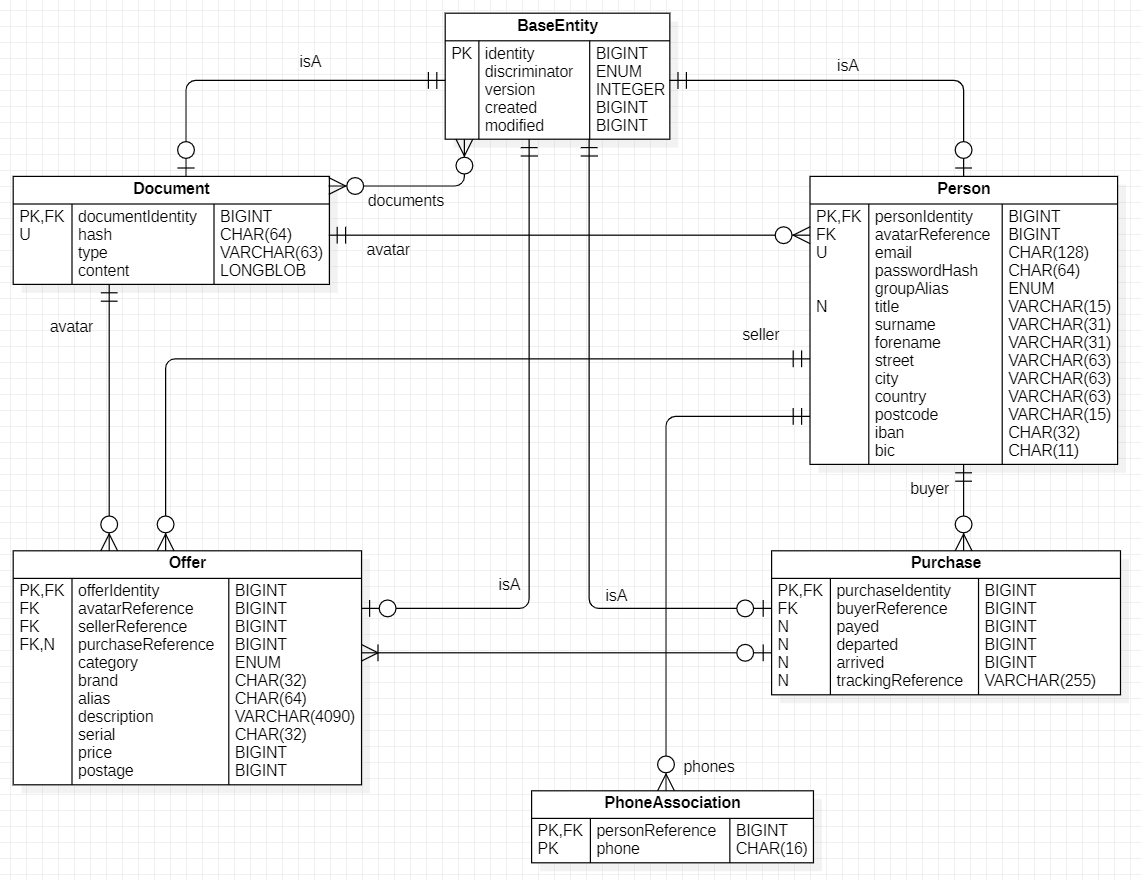 BaseEntity
PK identity BIGINT
discriminator ENUM
version INTEGER
created BIGINT
modified BIGINT
isA
isA
documents
Document
PK,FK documentIdentity BIGINT
U hash CHAR(64)
type VARCHAR(63)
content LONGBLOB
avatar
Person
PK,FK personIdentity BIGINT
FK avatarReference BIGINT
U email CHAR(128)
passwordHash CHAR(64)
groupAlias ENUM
N title VARCHAR(15)
surname VARCHAR(31)
forename VARCHAR(31)
street VARCHAR(63)
city VARCHAR(63)
country VARCHAR(63)
postcode VARCHAR(15)
iban CHAR(32)
bic CHAR(11)
avatar
seller
buyer
isA
isA
Offer
PK,FK offerIdentity BIGINT
FK avatarReference BIGINT
FK sellerReference BIGINT
FK,N purchaseReference BIGINT
category ENUM
brand CHAR(32)
alias CHAR(64)
description VARCHAR(4090)
serial CHAR(32)
price BIGINT
postage BIGINT
Purchase
PK,FK purchaseIdentity BIGINT
FK buyerReference BIGINT
N payed BIGINT
N departed BIGINT
N arrived BIGINT
N trackingReference VARCHAR(255)
phones
PhoneAssociation
PK,FK personReference BIGINT
PK phone CHAR(16)